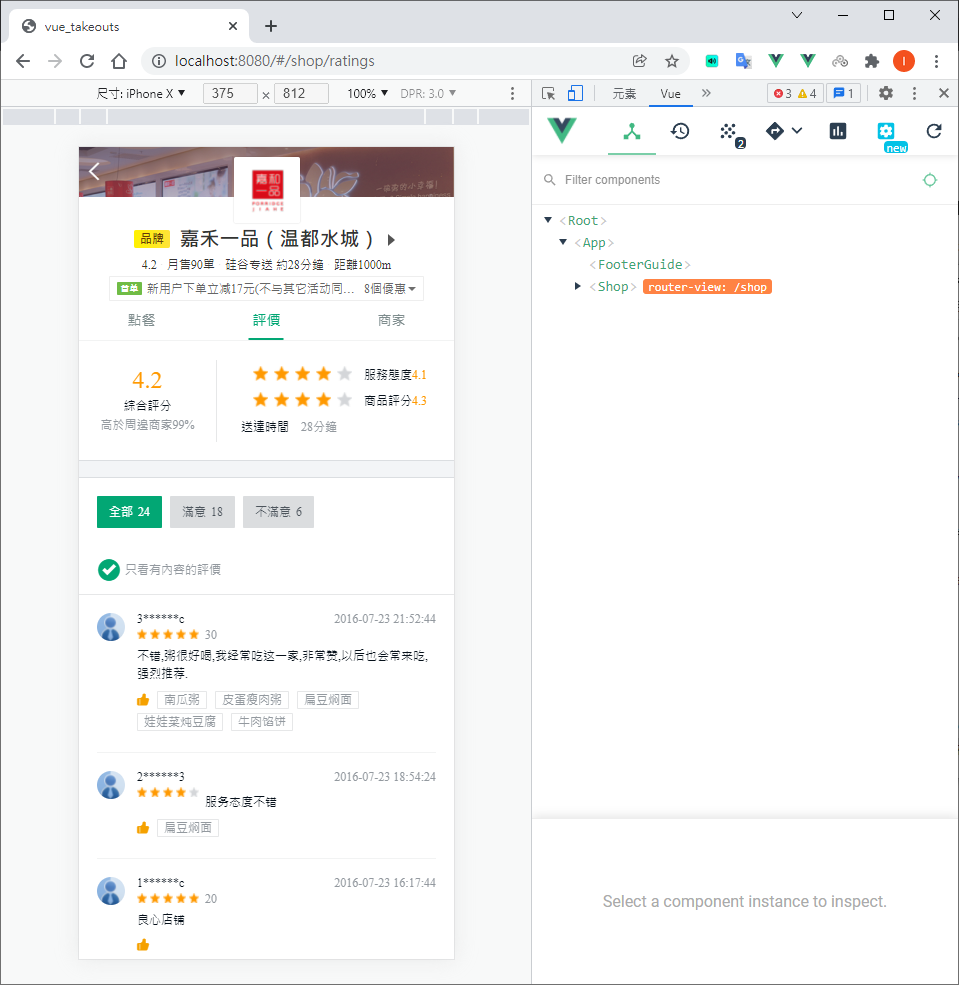 vue_takeouts
localhost:8080/#/shop/ratings
尺寸: iPhone X ▼ 375 × 812 100% ▼ DPR: 3.0 ▼
元素 Vue » 3 4 1
2 new
Filter components
<Root>
<App>
<FooterGuide>
<Shop> router-view: /shop
Select a component instance to inspect.
嘉和
一品
品牌 嘉禾一品（温都水城）
4.2 月售90單 硅谷专送 約28分鐘 距離1000m
首单 新用户下单立减17元(不与其它活动同… 8個優惠
點餐 評價 商家
4.2
綜合評分
高於周邊商家99%
服務態度4.1
商品評分4.3
送達時間 28分鐘
全部 24 滿意 18 不滿意 6
只看有內容的評價
3******c 2016-07-23 21:52:44
30
不错,粥很好喝,我经常吃这一家,非常赞,以后也会常来吃,
强烈推荐.
南瓜粥 皮蛋瘦肉粥 扁豆焖面
娃娃菜炖豆腐 牛肉馅饼
2******3 2016-07-23 18:54:24
服务态度不错
扁豆焖面
1******c 2016-07-23 16:17:44
20
良心店铺